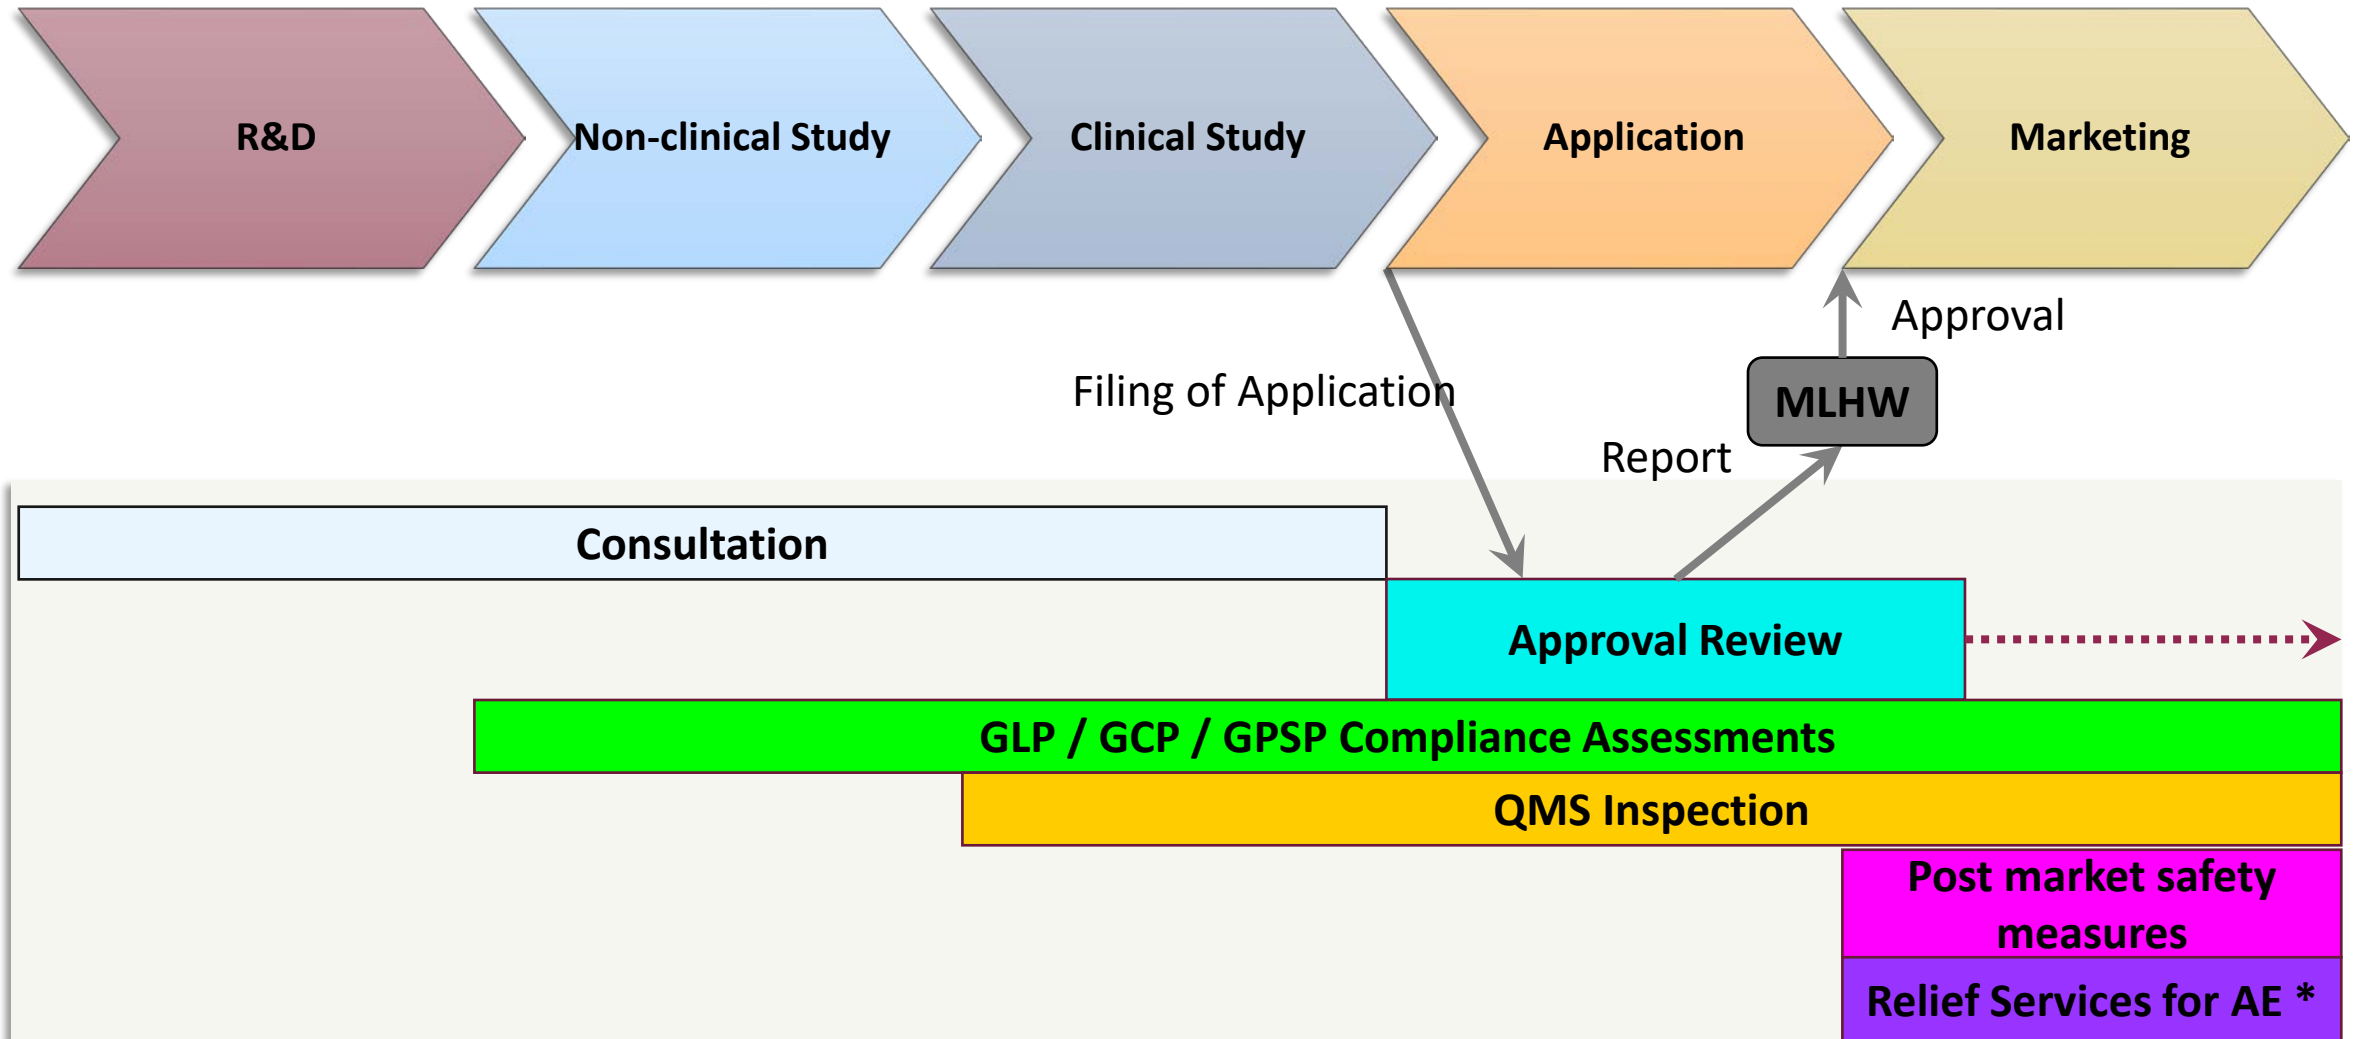 R&D
Non-clinical Study
Clinical Study
Application
Marketing
Approval
Filing of Application
MLHW
Report
Consultation
Approval Review
GLP / GCP / GPSP Compliance Assessments
QMS Inspection
Post market safety
measures
Relief Services for AE *